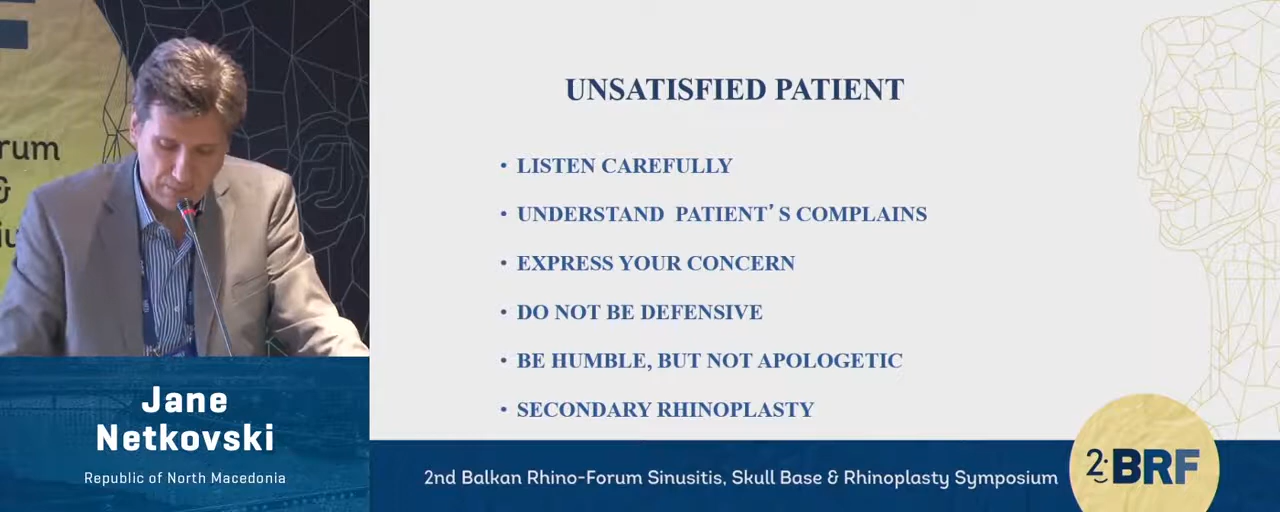 rum
&
Jane
Netkovski
Republic of North Macedonia
UNSATISFIED PATIENT
• LISTEN CAREFULLY
• UNDERSTAND PATIENT’S COMPLAINS
• EXPRESS YOUR CONCERN
• DO NOT BE DEFENSIVE
• BE HUMBLE, BUT NOT APOLOGETIC
• SECONDARY RHINOPLASTY
2nd Balkan Rhino-Forum Sinusitis, Skull Base & Rhinoplasty Symposium
2. BRF